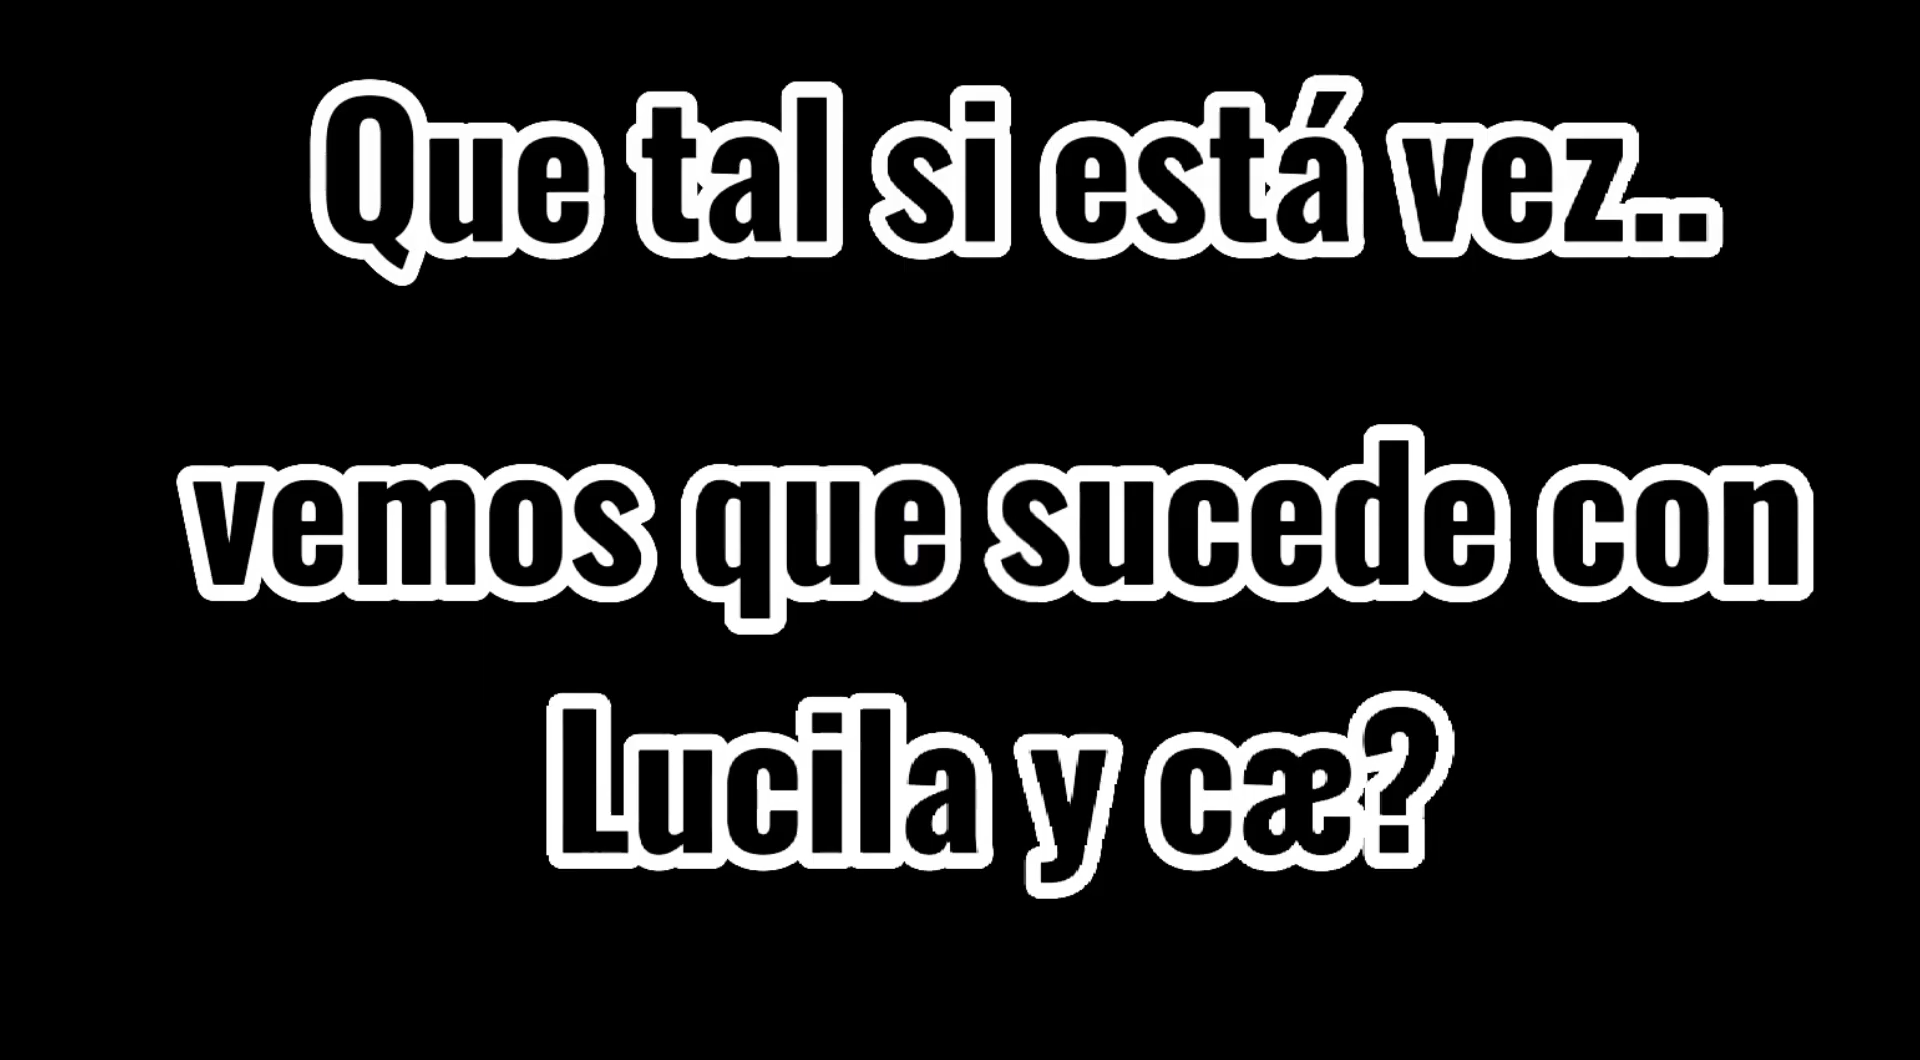 Que tal si está vez..
vemos que sucede con
Lucila y cæ?